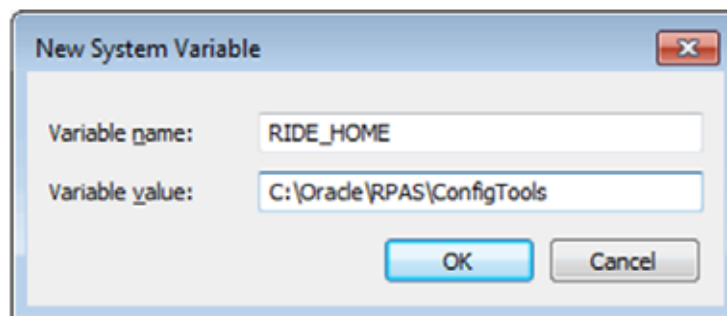 New System Variable
Variable name:
RIDE_HOME
Variable value:
C:\Oracle\RPAS\ConfigTools
OK
Cancel